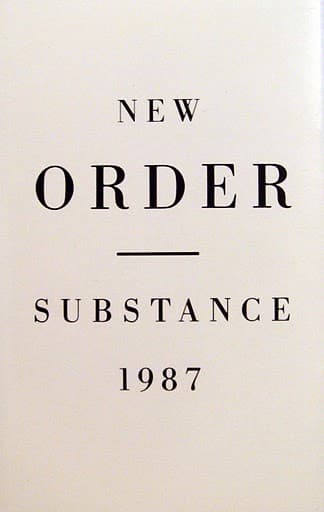 NEW
ORDER
SUBSTANCE
1987